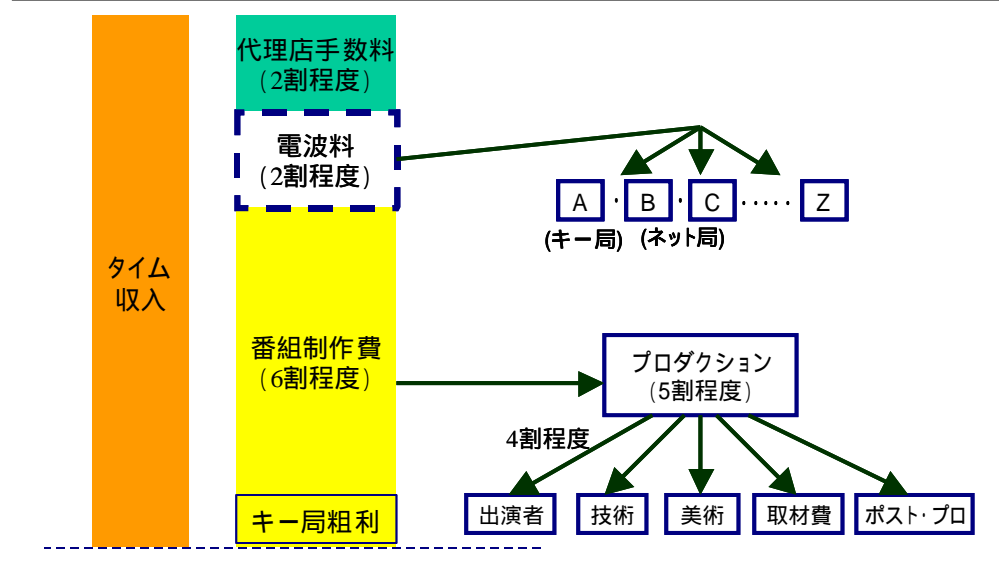 代理店手数料
(2割程度)
電波料
(2割程度)
A・B・C・・・・・Z
(キー局) (ネット局)
タイム
収入
番組制作費
(6割程度)
プロダクション
(5割程度)
4割程度
キー局粗利
出演者 技術 美術 取材費 ポスト・プロ